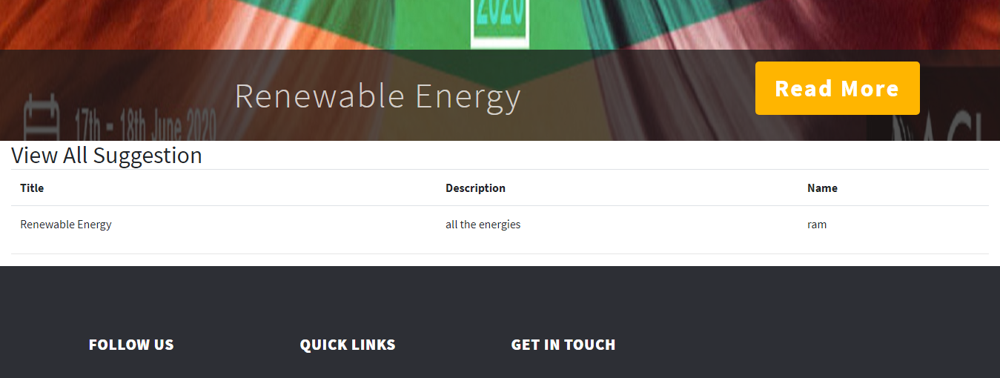 2020
Renewable Energy
Read More
17th - 18th June 2020
View All Suggestion
Title Description Name
Renewable Energy all the energies ram
FOLLOW US QUICK LINKS GET IN TOUCH